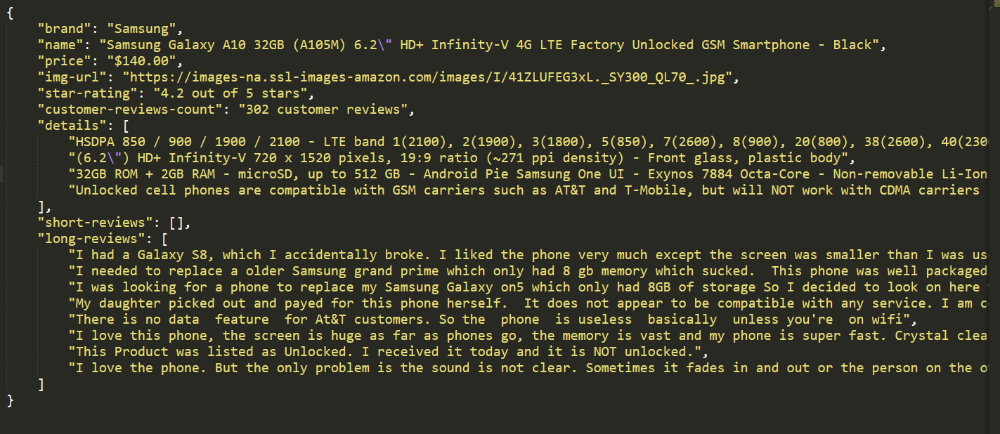 {
"brand": "Samsung",
"name": "Samsung Galaxy A10 32GB (A105M) 6.2\" HD+ Infinity-V 4G LTE Factory Unlocked GSM Smartphone - Black",
"price": "$140.00",
"img-url": "https://images-na.ssl-images-amazon.com/images/I/41ZLUFEG3xL._SY300_QL70_.jpg",
"star-rating": "4.2 out of 5 stars",
"customer-reviews-count": "302 customer reviews",
"details": [
"HSDPA 850 / 900 / 1900 / 2100 - LTE band 1(2100), 2(1900), 3(1800), 5(850), 7(2600), 8(900), 20(800), 38(2600), 40(230
"(6.2\") HD+ Infinity-V 720 x 1520 pixels, 19:9 ratio (~271 ppi density) - Front glass, plastic body",
"32GB ROM + 2GB RAM - microSD, up to 512 GB - Android Pie Samsung One UI - Exynos 7884 Octa-Core - Non-removable Li-Ion
"Unlocked cell phones are compatible with GSM carriers such as AT&T and T-Mobile, but will NOT work with CDMA carriers
],
"short-reviews": [],
"long-reviews": [
"I had a Galaxy S8, which I accidentally broke. I liked the phone very much except the screen was smaller than I was us
"I needed to replace a older Samsung grand prime which only had 8 gb memory which sucked.  This phone was well packaged
"I was looking for a phone to replace my Samsung Galaxy on5 which only had 8GB of storage So I decided to look on here
"My daughter picked out and payed for this phone herself.  It does not appear to be compatible with any service. I am c
"There is no data  feature  for At&T customers. So the  phone  is useless  basically  unless you're  on wifi",
"I love this phone, the screen is huge as far as phones go, the memory is vast and my phone is super fast. Crystal clea
"This Product was listed as Unlocked. I received it today and it is NOT unlocked.",
"I love the phone. But the only problem is the sound is not clear. Sometimes it fades in and out or the person on the o
]
}